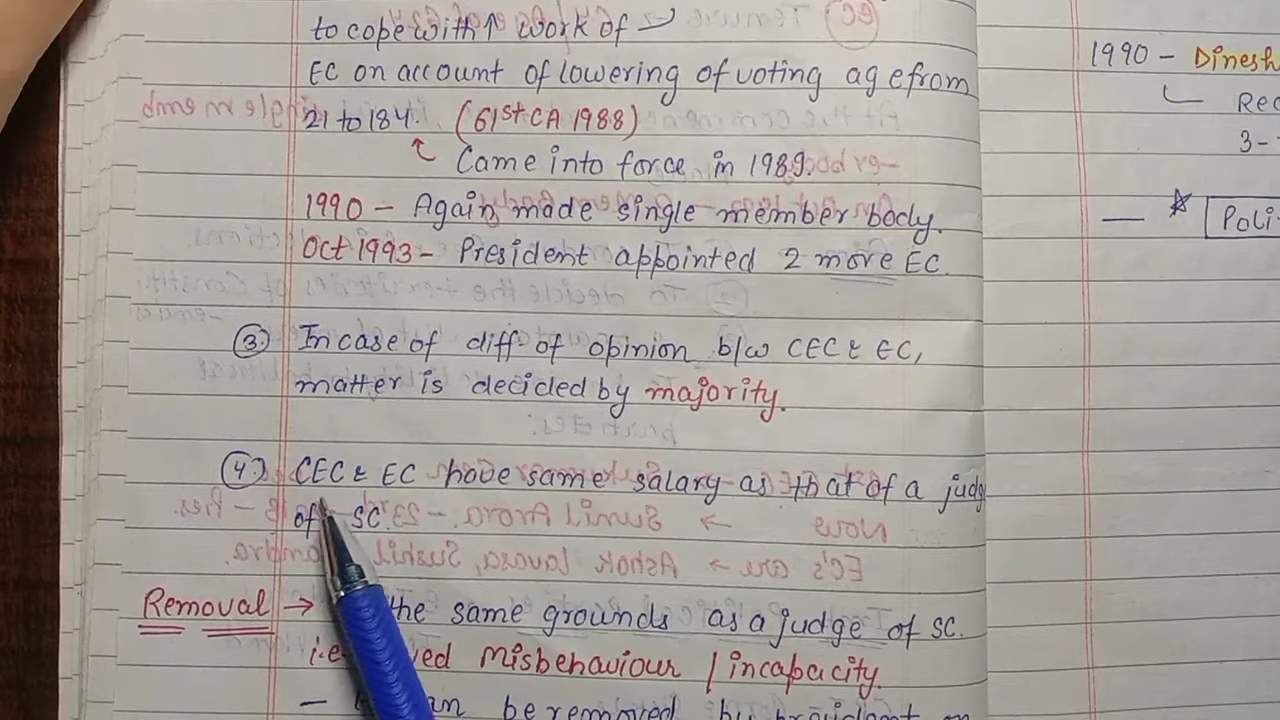 to cope with ↑ work of →
EC on account of lowering of voting age from
21 to 18 y. (61st CA 1988)
Came into force in 1989.
1990 - Again made single member body.
Oct 1993 - President appointed 2 more EC.
③ In case of diff. of opinion b/w CEC & EC,
matter is decided by majority.
④ CEC & EC have same salary as that of a judg
of SC.
Removal → the same grounds as a judge of SC.
i.e. ved Misbehaviour / incapacity.
be removed by
1990 - Dinesh
Rec
3-
— * Poli